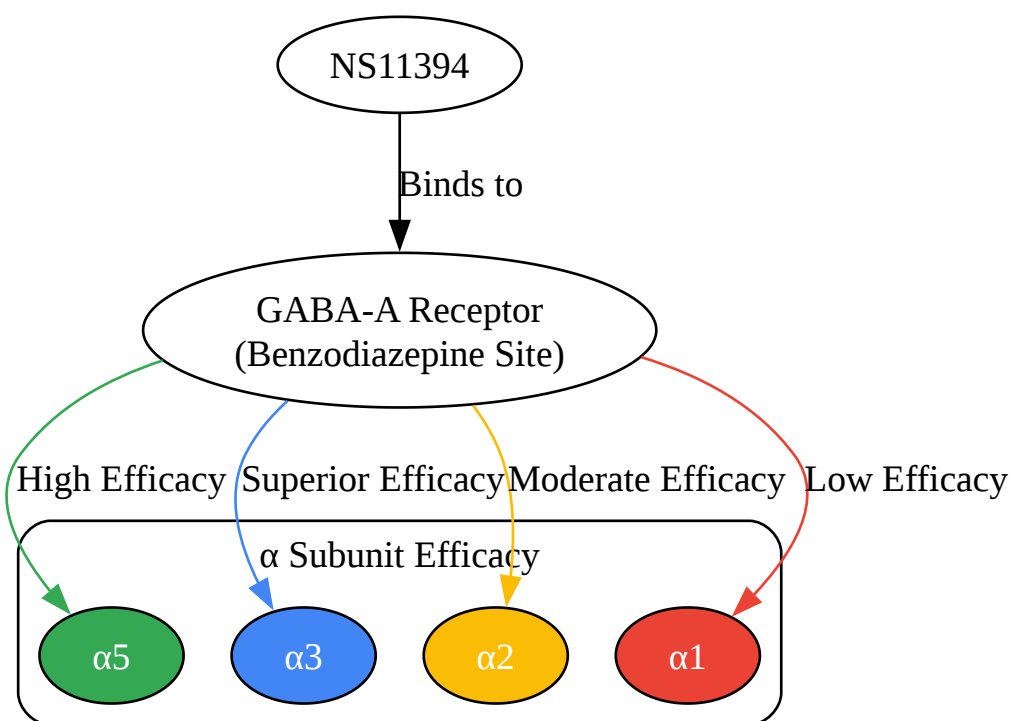 NS11394
Binds to
GABA-A Receptor
(Benzodiazepine Site)
High Efficacy
Superior Efficacy
Moderate Efficacy
Low Efficacy
α Subunit Efficacy
α5
α3
α2
α1